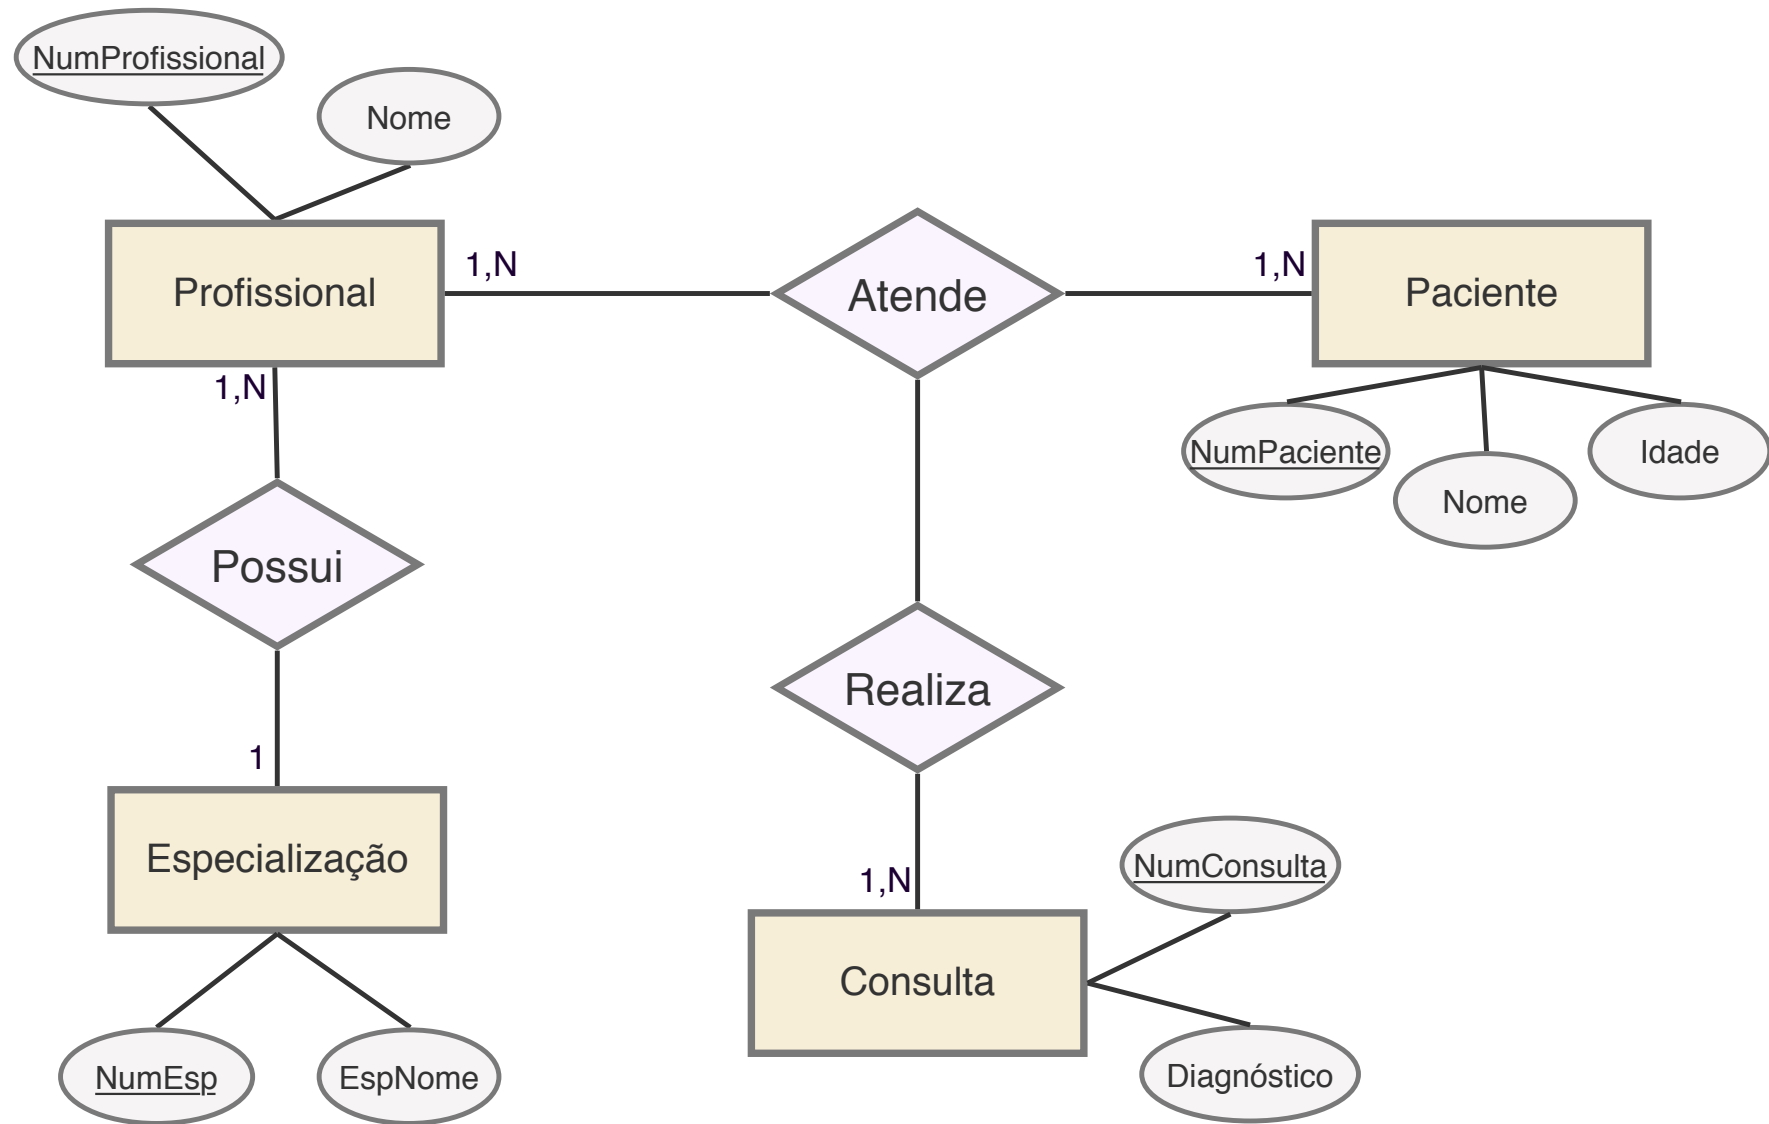 NumProfissional
Nome
Profissional
1,N
Atende
1,N
Paciente
1,N
NumPaciente
Nome
Idade
Possui
Realiza
1
Especialização
1,N
NumConsulta
Consulta
NumEsp
EspNome
Diagnóstico